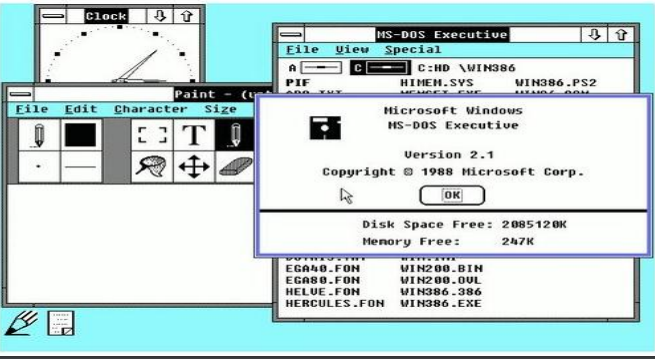 Clock
MS-DOS Executive
File View Special
A C C:HD \WIN386
PIF HIMEM.SYS WIN386.PS2
Paint -
File Edit Character Size
Microsoft Windows
MS-DOS Executive
Version 2.1
Copyright © 1988 Microsoft Corp.
OK
Disk Space Free: 2085120K
Memory Free: 247K
EGA40.FON WIN200.BIN
EGA80.FON WIN200.OVL
HELVE.FON WIN386.386
HERCULES.FON WIN386.EXE